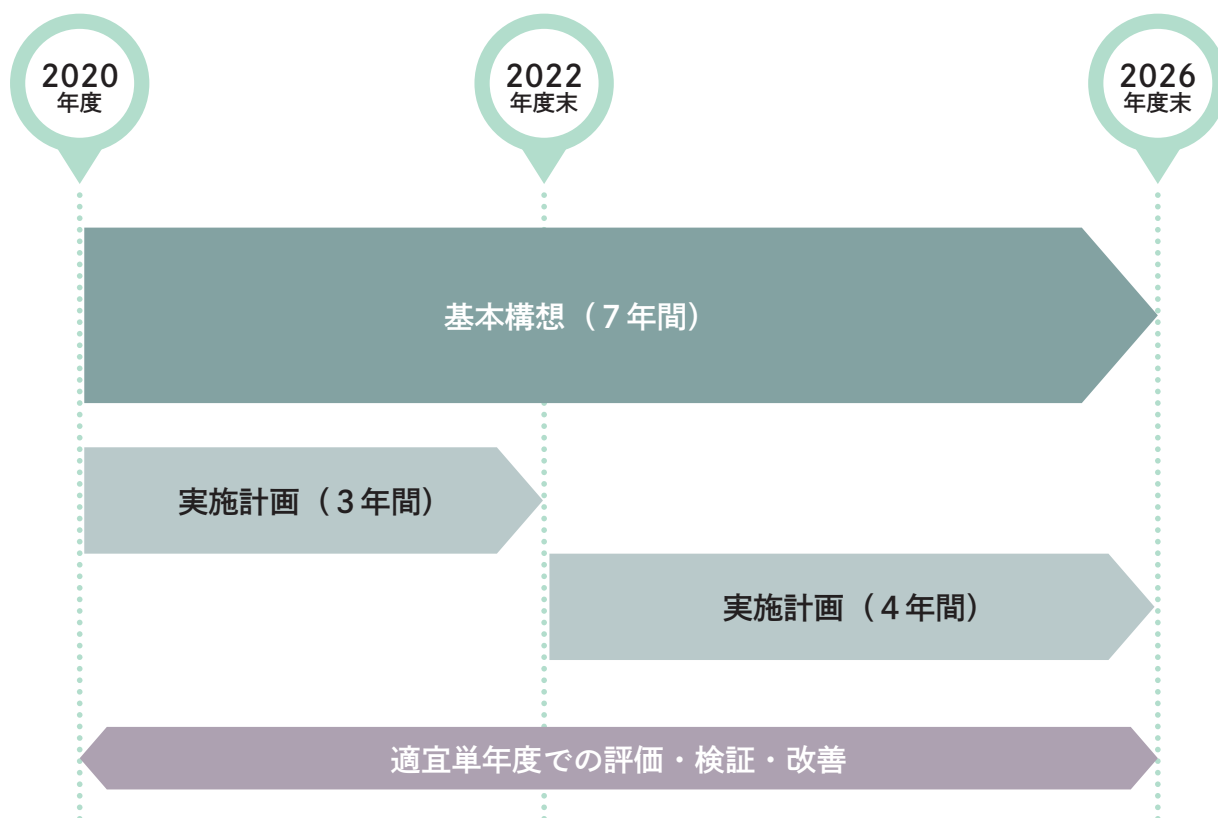 2020
年度
2022
年度末
2026
年度末
基本構想（７年間）
実施計画（３年間）
実施計画（４年間）
適宜単年度での評価・検証・改善